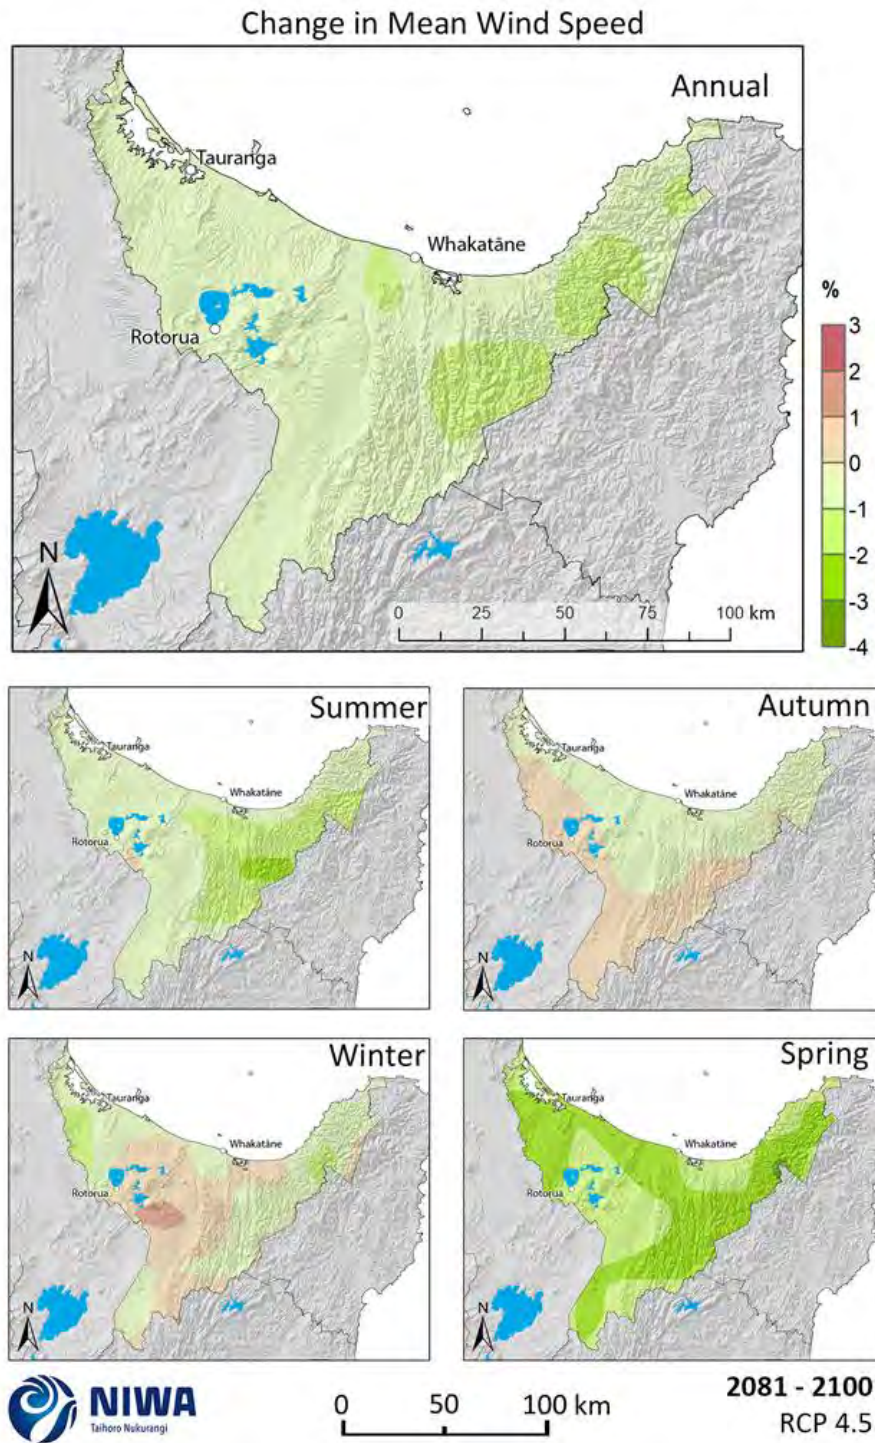 Change in Mean Wind Speed
Annual
Tauranga
Whakatāne
Rotorua
%
3
2
1
0
-1
-2
-3
-4
N
0 25 50 75 100 km
Summer
Tauranga
Whakatāne
Rotorua
N
Autumn
Tauranga
Whakatāne
Rotorua
N
Winter
Tauranga
Whakatāne
Rotorua
N
Spring
Tauranga
Whakatāne
Rotorua
N
NIWA
Taihoro Nukurangi
0 50 100 km
2081 - 2100
RCP 4.5